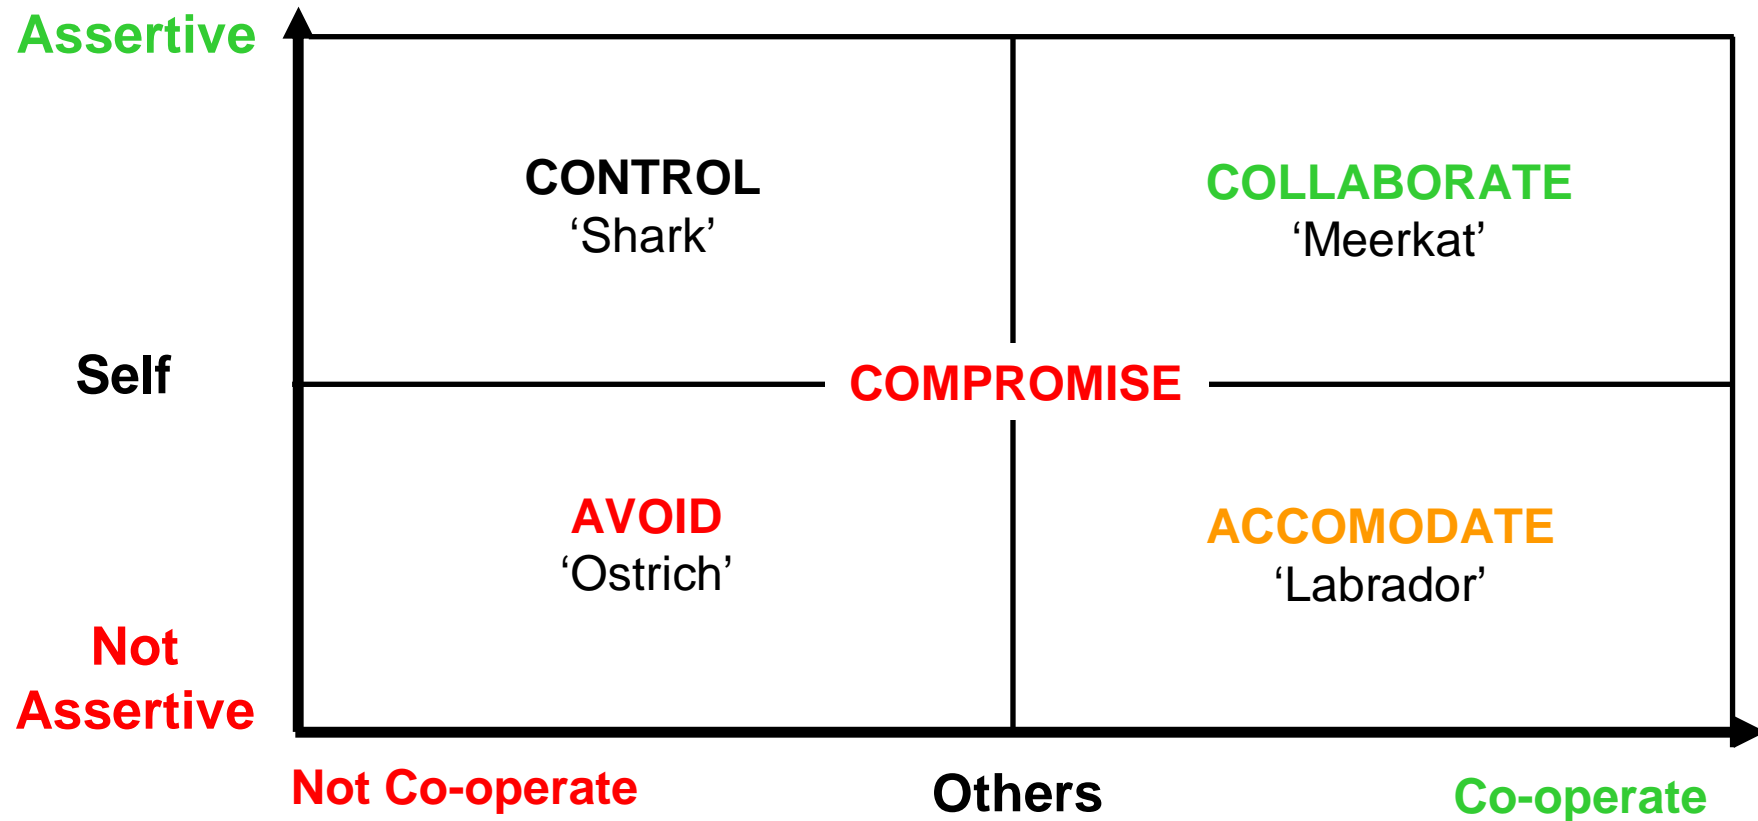 Assertive
CONTROL
‘Shark’
COLLABORATE
‘Meerkat’
Self
COMPROMISE
AVOID
‘Ostrich’
ACCOMODATE
‘Labrador’
Not
Assertive
Not Co-operate
Others
Co-operate